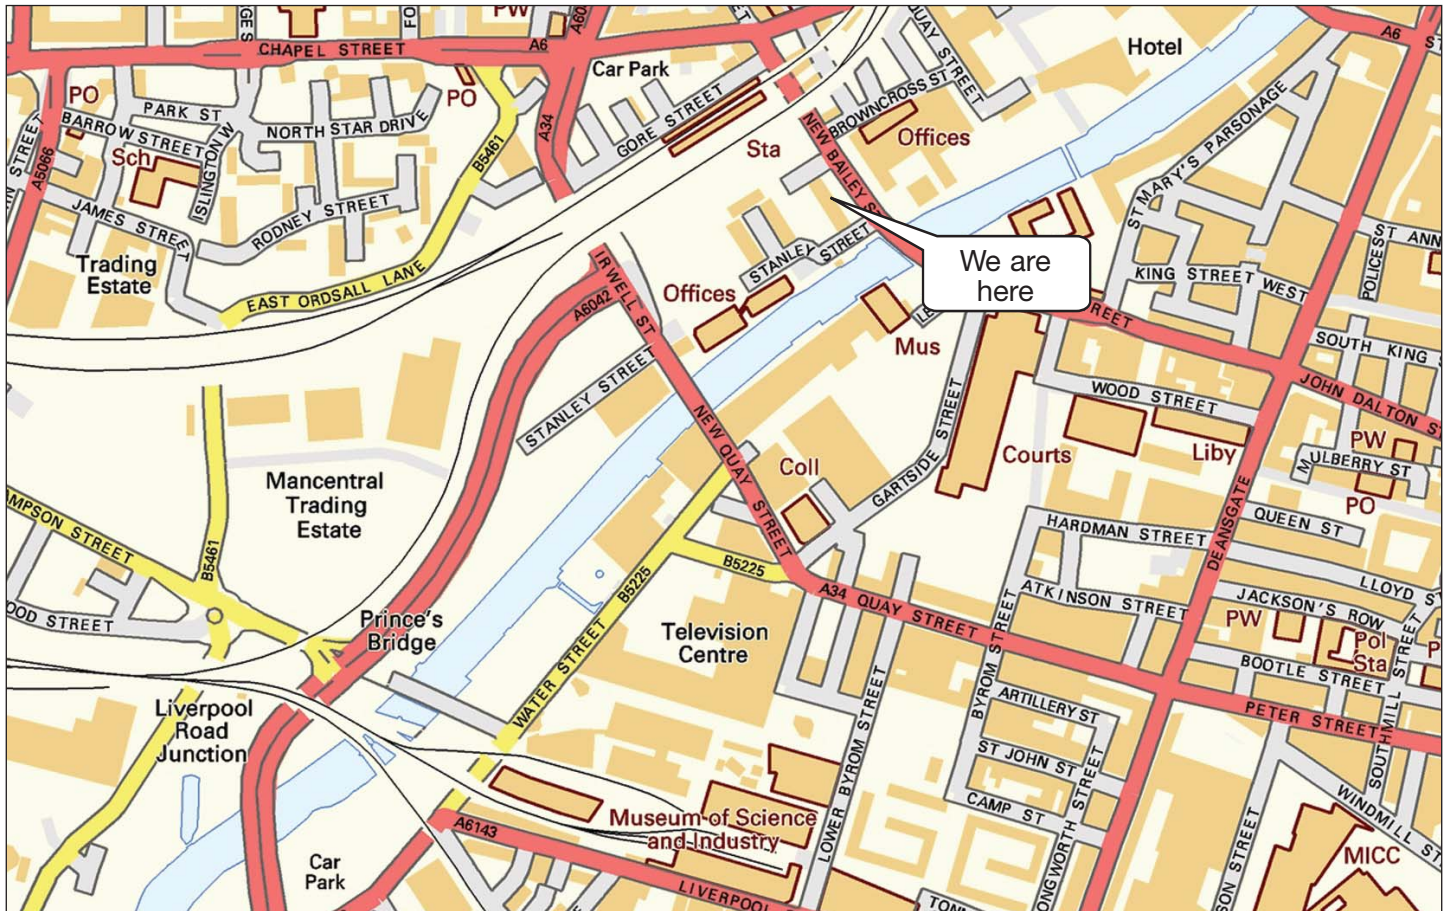 PW
A6
CHAPEL STREET
A6
Car Park
QUAY STREET
Hotel
PO
PARK ST
PO
BARROW STREET
NORTH STAR DRIVE
A34
GORE STREET
BROWNCROSS ST
Offices
Sta
NEW BAILEY S
Sch
ISLINGTON W
A5066
B5461
ST MARY'S PARSONAGE
JAMES STREET
RODNEY STREET
STANLEY STREET
We are
here
ST ANN
POLICE S
KING STREET WEST
Trading
Estate
EAST ORDSALL LANE
IRWELL ST
A6042
Offices
Mus
STREET
SOUTH KING S
JOHN DALTON ST
STANLEY STREET
WOOD STREET
Liby
PW
MULBERRY ST
PO
NEW QUAY STREET
Coll
GARTSIDE STREET
Courts
DEANSGATE
Mancentral
Trading
Estate
HARDMAN STREET
QUEEN ST
AMPSON STREET
B5461
B5225
B5225
ATKINSON STREET
LLOYD ST
JACKSON'S ROW
A34 QUAY STREET
OOD STREET
Prince's
Bridge
Television
Centre
WATER STREET
PW
Pol
Sta
BOOTLE STREET
SOUTHMILL STREET
BYROM STREET
ARTILLERY ST
PETER STREET
Liverpool
Road
Junction
LOWER BYROM STREET
ST JOHN ST
CAMP ST
ONGWORTH STREET
WINDMILL ST
Museum of Science
and Industry
A6143
MICC
Car
Park
LIVERPOOL
SON STREET
TON